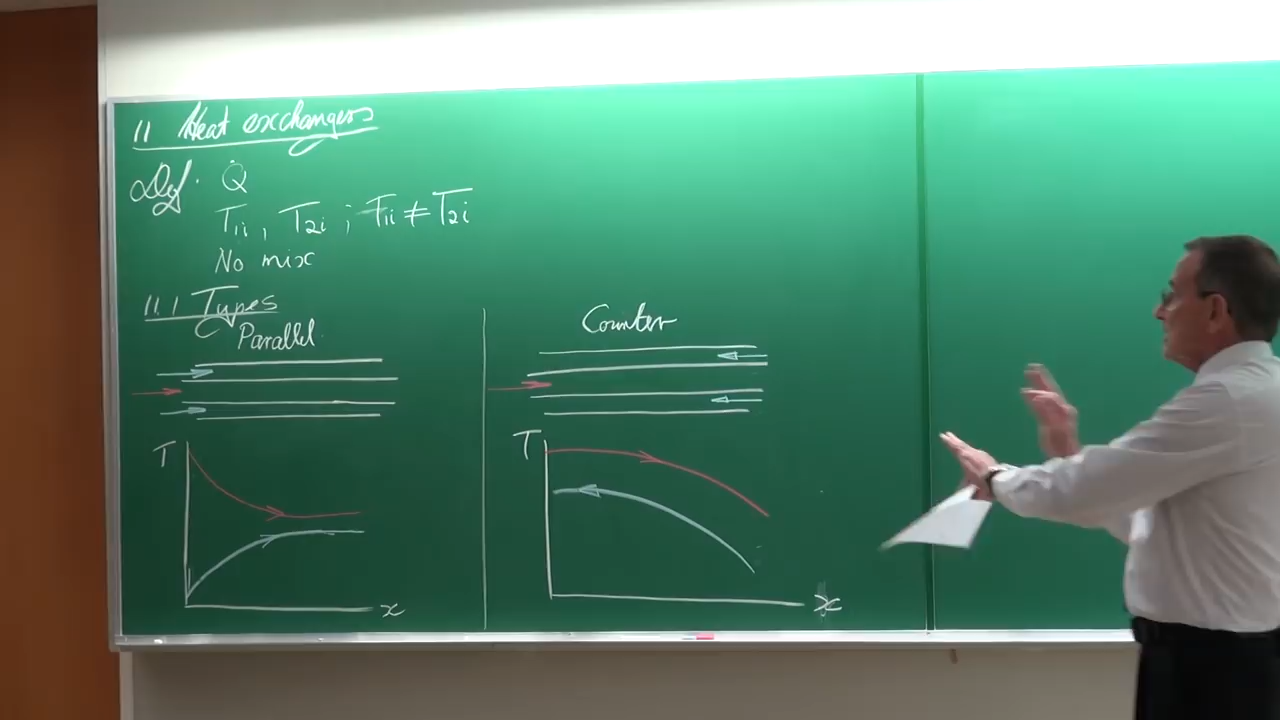 11 Heat exchangers
Def. Q̇
T1i, T2i ; T1i ≠ T2i
No mix
11.1 Types
Parallel
Counter
T
x
T
x